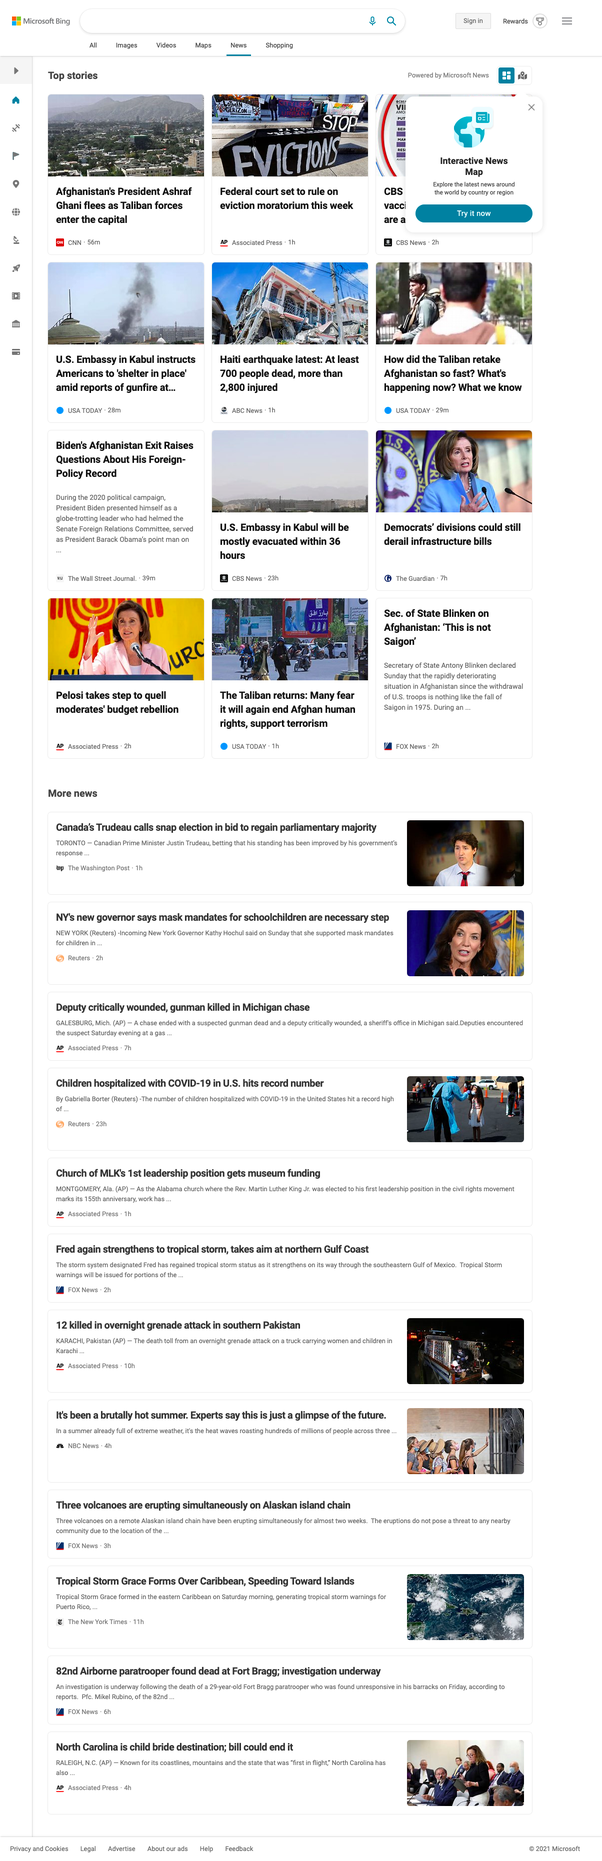 Microsoft Bing
Sign in
Rewards
All
Images
Videos
Maps
News
Shopping
Top stories
Powered by Microsoft News
STOP
EVICTIONS
Afghanistan's President Ashraf
Ghani flees as Taliban forces
enter the capital
CNN · 56m
Federal court set to rule on
eviction moratorium this week
AP Associated Press · 1h
CBS
vacci
are a
CBS News · 2h
Interactive News
Map
Explore the latest news around
the world by country or region
Try it now
U.S. Embassy in Kabul instructs
Americans to 'shelter in place'
amid reports of gunfire at…
USA TODAY · 28m
Haiti earthquake latest: At least
700 people dead, more than
2,800 injured
ABC News · 1h
How did the Taliban retake
Afghanistan so fast? What's
happening now? What we know
USA TODAY · 29m
Biden's Afghanistan Exit Raises
Questions About His Foreign-
Policy Record
During the 2020 political campaign,
President Biden presented himself as a
globe-trotting leader who had helmed the
Senate Foreign Relations Committee, served
as President Barack Obama's point man on
...
The Wall Street Journal. · 39m
U.S. Embassy in Kabul will be
mostly evacuated within 36
hours
CBS News · 23h
Democrats' divisions could still
derail infrastructure bills
The Guardian · 7h
Pelosi takes step to quell
moderates' budget rebellion
AP Associated Press · 2h
The Taliban returns: Many fear
it will again end Afghan human
rights, support terrorism
USA TODAY · 1h
Sec. of State Blinken on
Afghanistan: 'This is not
Saigon'
Secretary of State Antony Blinken declared
Sunday that the rapidly deteriorating
situation in Afghanistan since the withdrawal
of U.S. troops is nothing like the fall of
Saigon in 1975. During an ...
FOX News · 2h
More news
Canada's Trudeau calls snap election in bid to regain parliamentary majority
TORONTO — Canadian Prime Minister Justin Trudeau, betting that his standing has been improved by his government's
response ...
wp The Washington Post · 1h
NY's new governor says mask mandates for schoolchildren are necessary step
NEW YORK (Reuters) -Incoming New York Governor Kathy Hochul said on Sunday that she supported mask mandates
for children in ...
Reuters · 2h
Deputy critically wounded, gunman killed in Michigan chase
GALESBURG, Mich. (AP) — A chase ended with a suspected gunman dead and a deputy critically wounded, a sheriff's office in Michigan said.Deputies encountered
the suspect Saturday evening at a gas ...
AP Associated Press · 7h
Children hospitalized with COVID-19 in U.S. hits record number
By Gabriella Borter (Reuters) -The number of children hospitalized with COVID-19 in the United States hit a record high
of ...
Reuters · 23h
Church of MLK's 1st leadership position gets museum funding
MONTGOMERY, Ala. (AP) — As the Alabama church where the Rev. Martin Luther King Jr. was elected to his first leadership position in the civil rights movement
marks its 155th anniversary, work has ...
AP Associated Press · 1h
Fred again strengthens to tropical storm, takes aim at northern Gulf Coast
The storm system designated Fred has regained tropical storm status as it strengthens on its way through the southeastern Gulf of Mexico. Tropical Storm
warnings will be issued for portions of the ...
FOX News · 2h
12 killed in overnight grenade attack in southern Pakistan
KARACHI, Pakistan (AP) — The death toll from an overnight grenade attack on a truck carrying women and children in
Karachi ...
AP Associated Press · 10h
It's been a brutally hot summer. Experts say this is just a glimpse of the future.
In a summer already full of extreme weather, it's the heat waves roasting hundreds of millions of people across three ...
NBC News · 4h
Three volcanoes are erupting simultaneously on Alaskan island chain
Three volcanoes on a remote Alaskan island chain have been erupting simultaneously for almost two weeks. The eruptions do not pose a threat to any nearby
community due to the location of the ...
FOX News · 3h
Tropical Storm Grace Forms Over Caribbean, Speeding Toward Islands
Tropical Storm Grace formed in the eastern Caribbean on Saturday morning, generating tropical storm warnings for
Puerto Rico, ...
The New York Times · 11h
82nd Airborne paratrooper found dead at Fort Bragg; investigation underway
An investigation is underway following the death of a 29-year-old Fort Bragg paratrooper who was found unresponsive in his barracks on Friday, according to
reports. Pfc. Mikel Rubino, of the 82nd ...
FOX News · 6h
North Carolina is child bride destination; bill could end it
RALEIGH, N.C. (AP) — Known for its coastlines, mountains and the state that was "first in flight," North Carolina has
also ...
AP Associated Press · 4h
Privacy and Cookies
Legal
Advertise
About our ads
Help
Feedback
© 2021 Microsoft